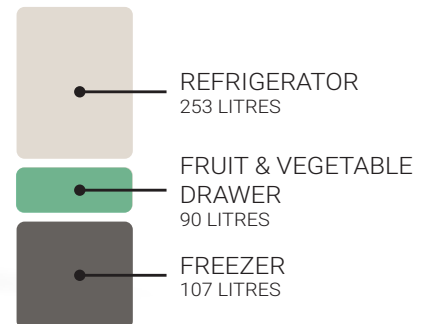 REFRIGERATOR
253 LITRES
FRUIT & VEGETABLE
DRAWER
90 LITRES
FREEZER
107 LITRES